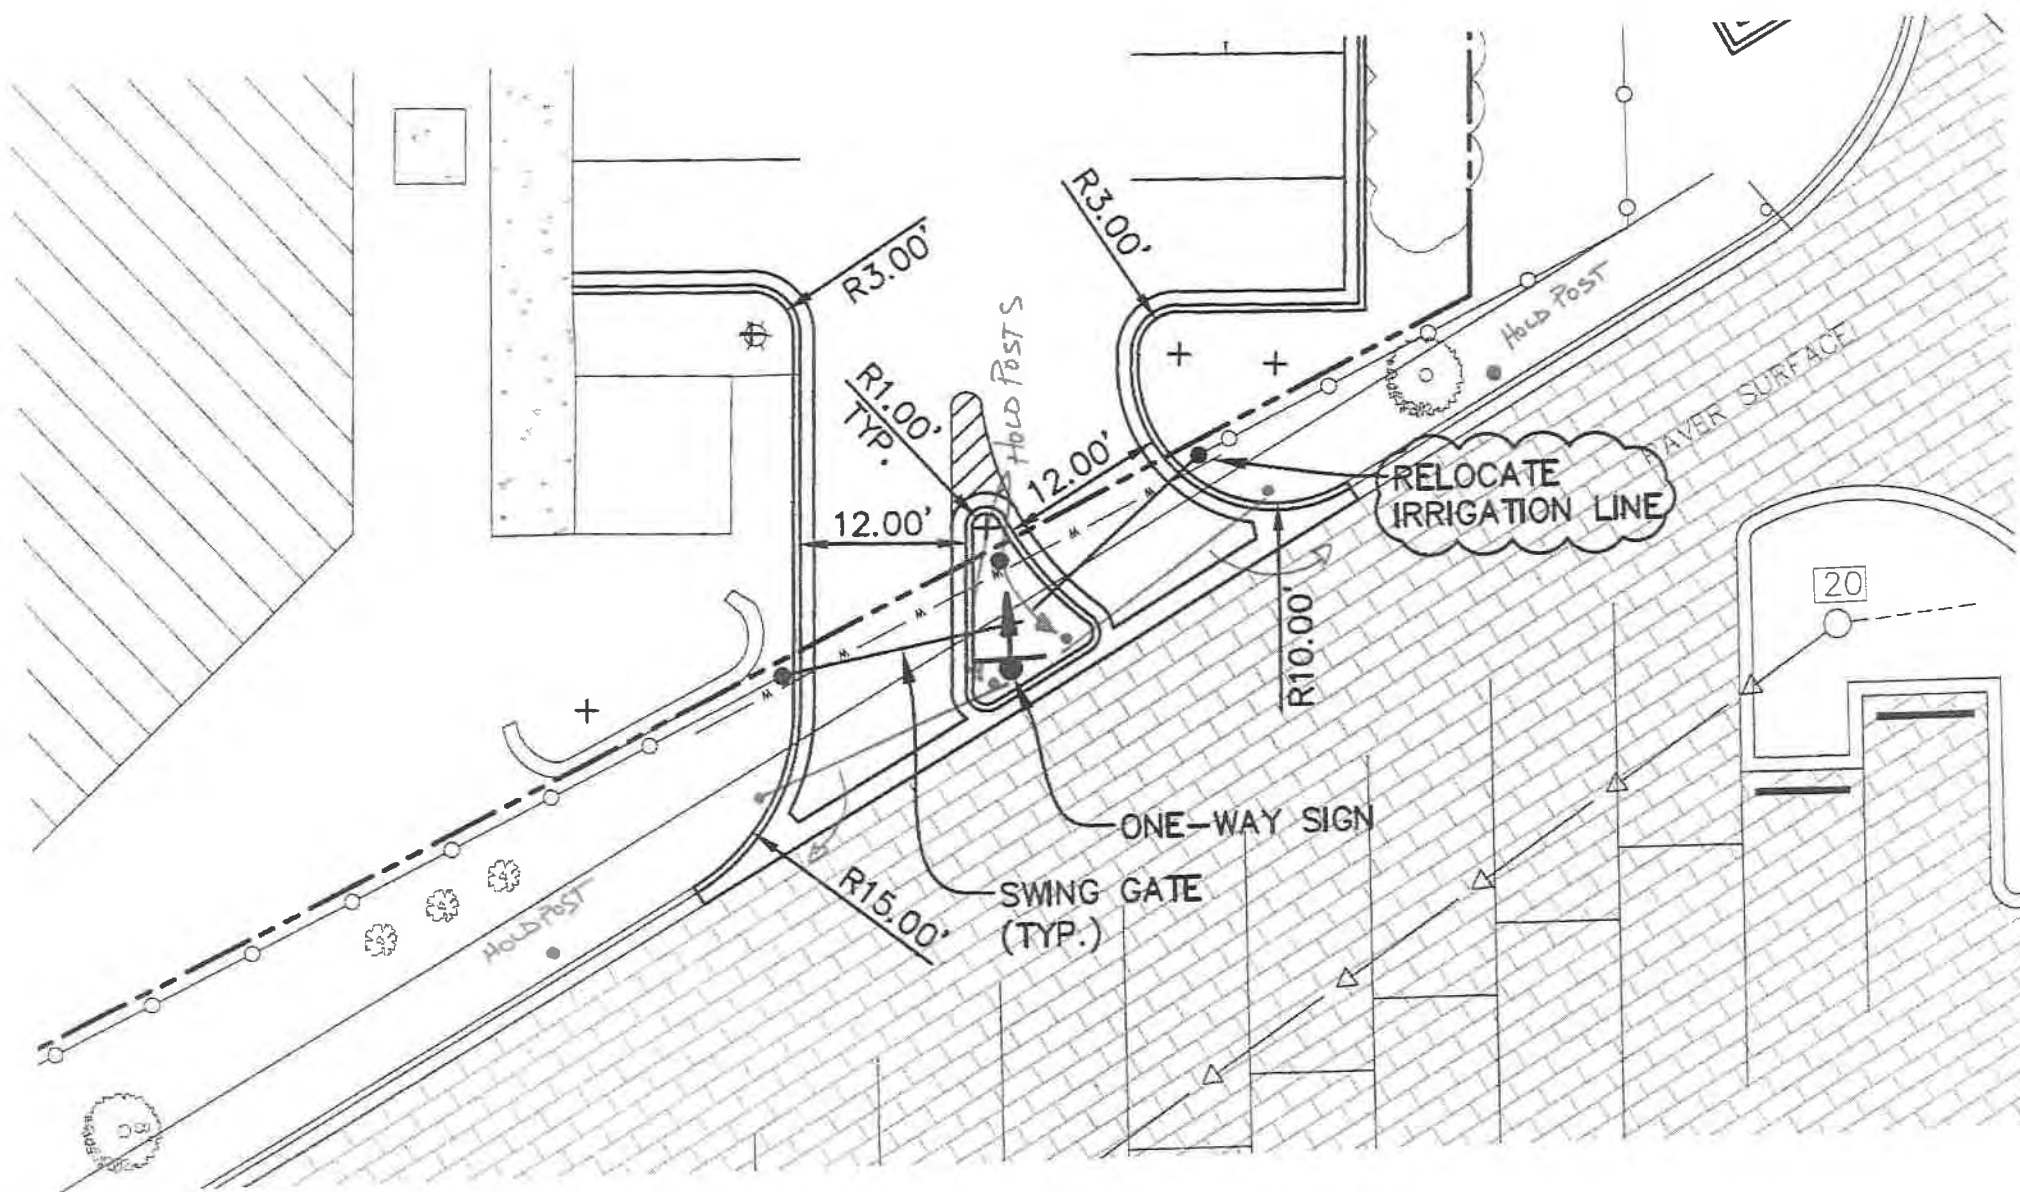 R3.00'
R3.00'
HOLD POSTS
HOLD POST
R1.00'
TYP.
12.00'
PAVER SURFACE
RELOCATE
IRRIGATION LINE
12.00'
20
R10.00'
W
W
W
W
W
W
ONE-WAY SIGN
R15.00'
SWING GATE
(TYP.)
HOLD POST